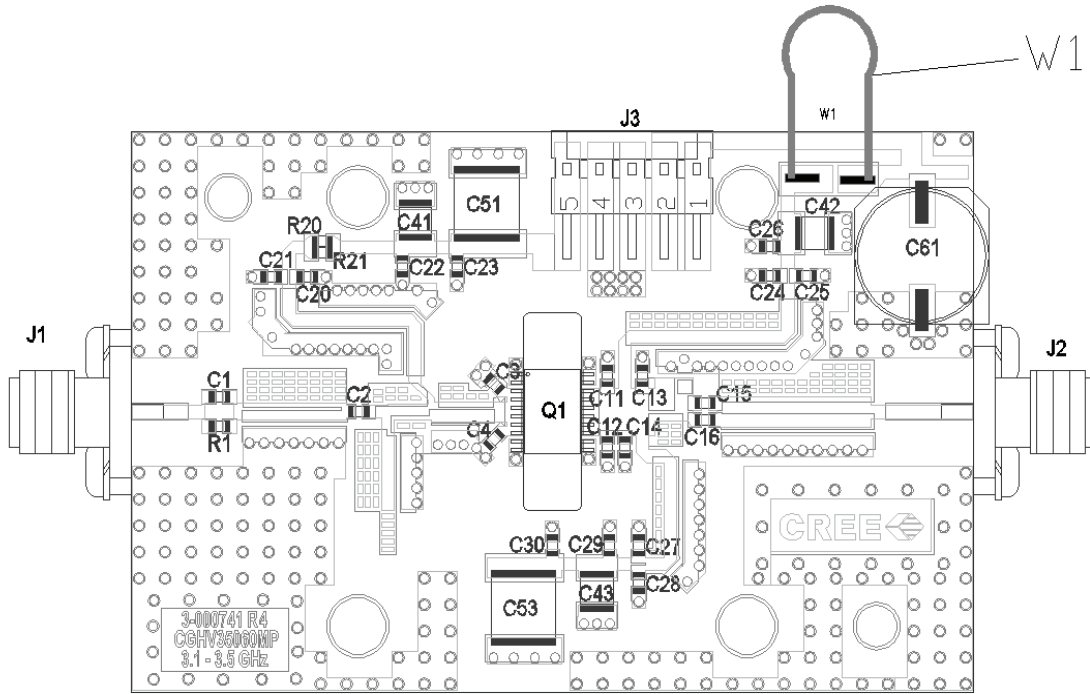 W1
W1
J3
5 4 3 2 1
C51
C41
C42
C26
C61
R20
R21
C21
C20
C22
C23
C24
C25
J1
J2
C1
C2
R1
C3
C4
Q1
C11
C13
C15
C12
C14
C16
CREE
C30
C29
C27
C28
C53
C43
3-000741 R4
CGHV35060MP
3.1 - 3.5 GHz